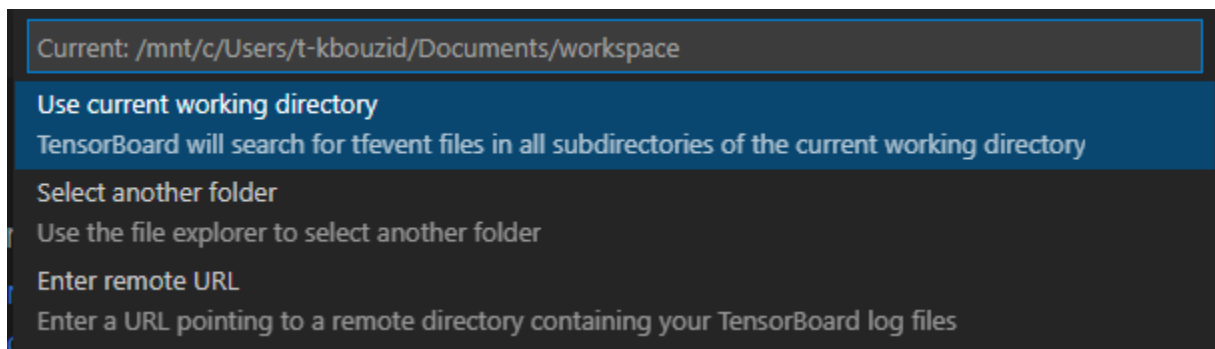 Current: /mnt/c/Users/t-kbouzid/Documents/workspace
Use current working directory
TensorBoard will search for tfevent files in all subdirectories of the current working directory
Select another folder
Use the file explorer to select another folder
Enter remote URL
Enter a URL pointing to a remote directory containing your TensorBoard log files